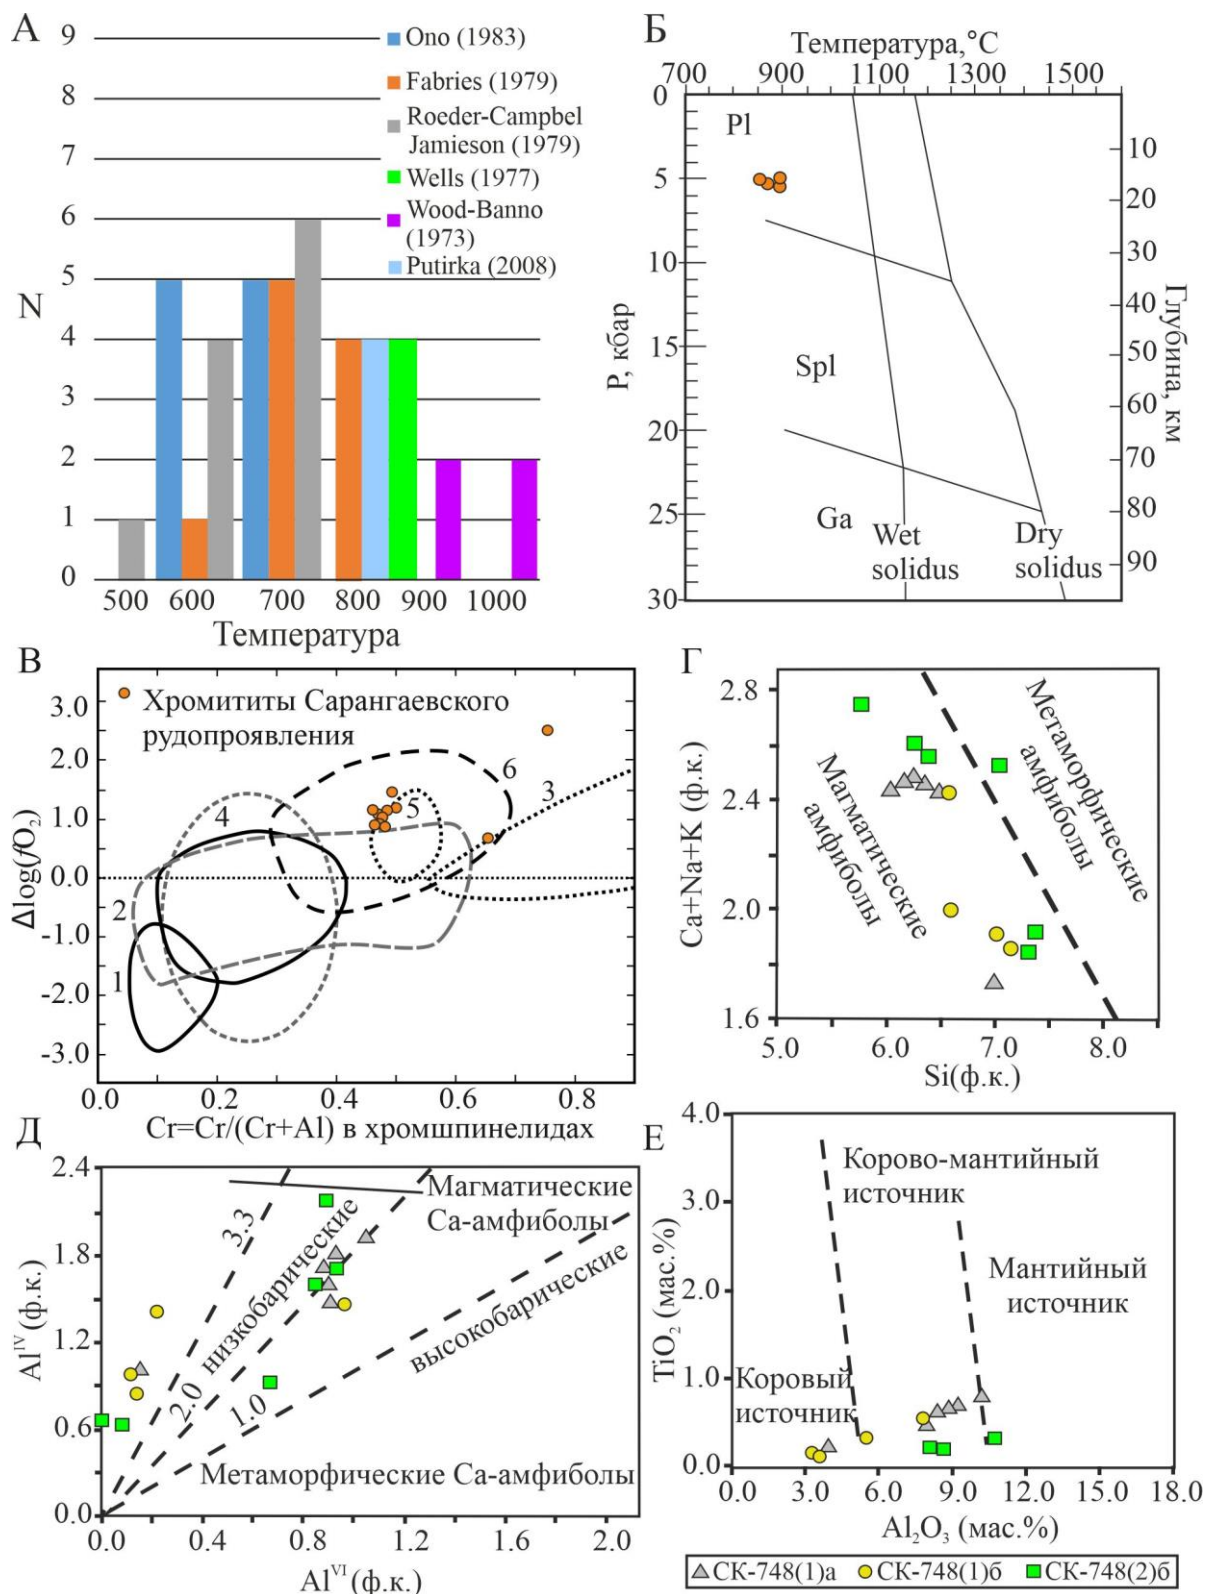 А
9
8
7
6
5
4
3
2
1
0
N
Ono (1983)
Fabries (1979)
Roeder-Campbel
Jamieson (1979)
Wells (1977)
Wood-Banno
(1973)
Putirka (2008)
500 600 700 800 900 1000
Температура
Б
Температура,°C
700 900 1100 1300 1500
0
5
10
15
20
25
30
P, кбар
10
20
30
40
50
60
70
80
90
Глубина, км
Pl
Spl
Ga
Wet
solidus
Dry
solidus
В
3.0
2.0
1.0
0.0
-1.0
-2.0
-3.0
Δlog(fO₂)
Хромититы Сарангаевского
рудопроявления
1
2
3
4
5
6
0.0 0.2 0.4 0.6 0.8
Cr=Cr/(Cr+Al) в хромшпинелидах
Г
2.8
2.4
2.0
1.6
Ca+Na+K (ф.к.)
Магматические
амфиболы
Метаморфические
амфиболы
5.0 6.0 7.0 8.0
Si(ф.к.)
Д
2.4
1.8
1.2
0.6
0.0
Al^IV (ф.к.)
3.3
2.0
1.0
низкобарические
высокобарические
Магматические
Ca-амфиболы
Метаморфические Ca-амфиболы
0.0 0.4 0.8 1.2 1.6 2.0
Al^VI (ф.к.)
Е
4.0
3.0
2.0
1.0
0.0
TiO₂ (мас.%)
Корово-мантийный
источник
Мантийный
источник
Коровый
источник
0.0 3.0 6.0 9.0 12.0 15.0 18.0
Al₂O₃ (мас.%)
СК-748(1)а СК-748(1)б СК-748(2)б